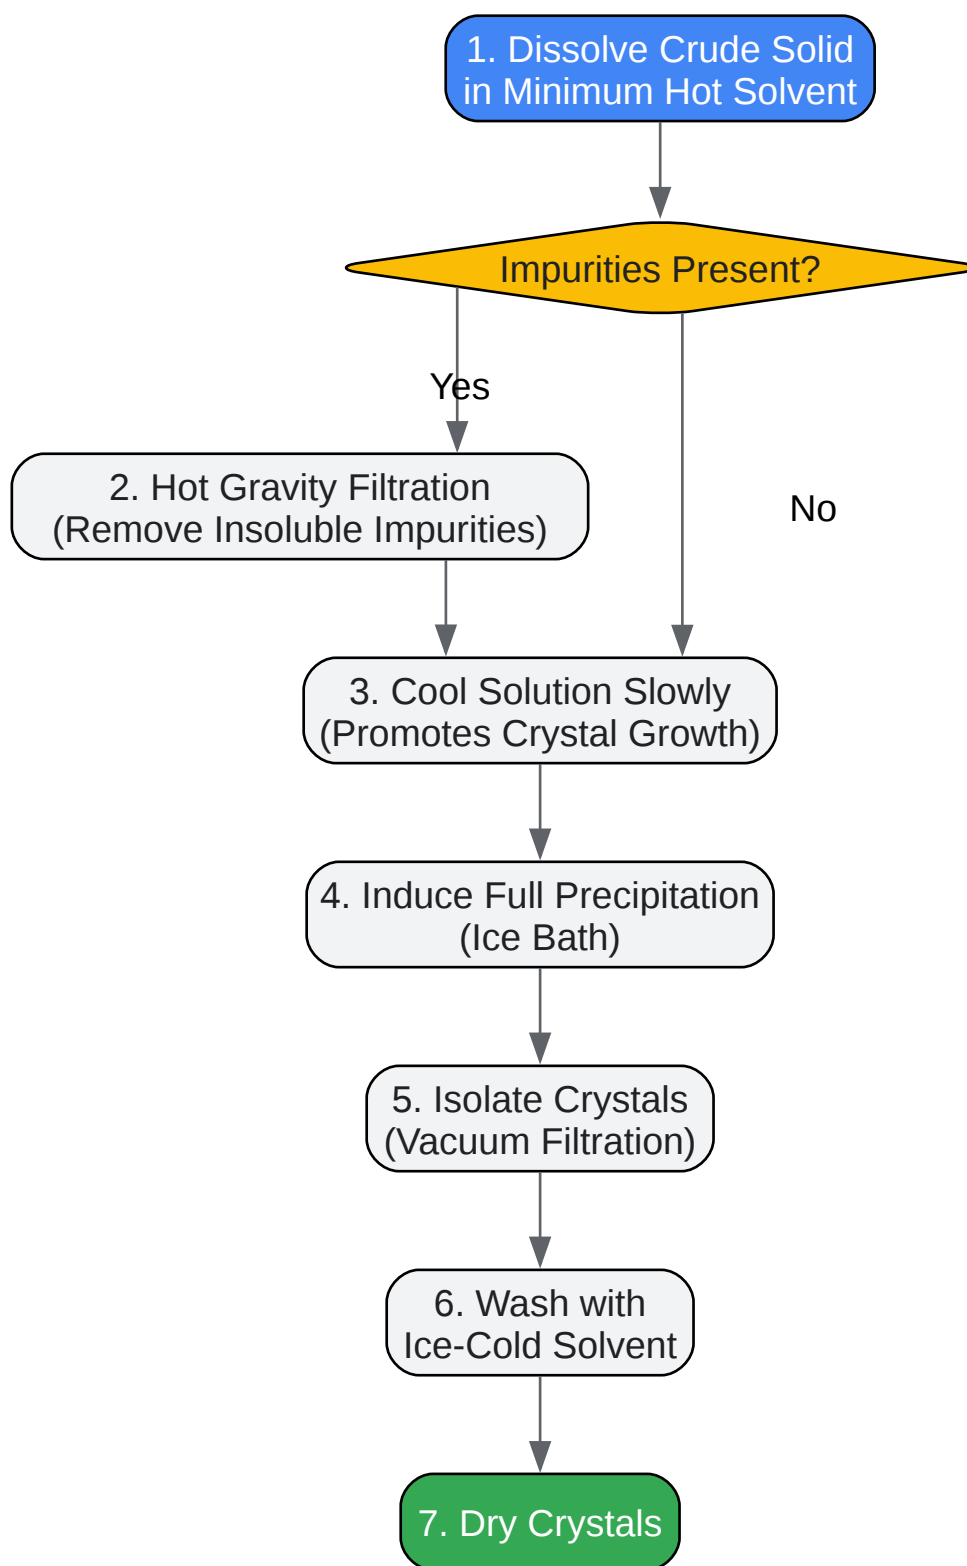 1. Dissolve Crude Solid
in Minimum Hot Solvent
Impurities Present?
Yes
2. Hot Gravity Filtration
(Remove Insoluble Impurities)
No
3. Cool Solution Slowly
(Promotes Crystal Growth)
4. Induce Full Precipitation
(Ice Bath)
5. Isolate Crystals
(Vacuum Filtration)
6. Wash with
Ice-Cold Solvent
7. Dry Crystals